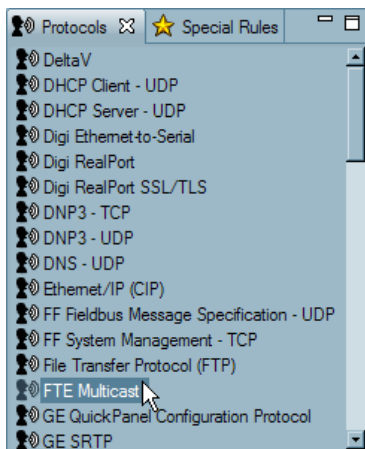 Protocols Special Rules
DeltaV
DHCP Client - UDP
DHCP Server - UDP
Digi Ethernet-to-Serial
Digi RealPort
Digi RealPort SSL/TLS
DNP3 - TCP
DNP3 - UDP
DNS - UDP
Ethernet/IP (CIP)
FF Fieldbus Message Specification - UDP
FF System Management - TCP
File Transfer Protocol (FTP)
FTE Multicast
GE QuickPanel Configuration Protocol
GE SRTP